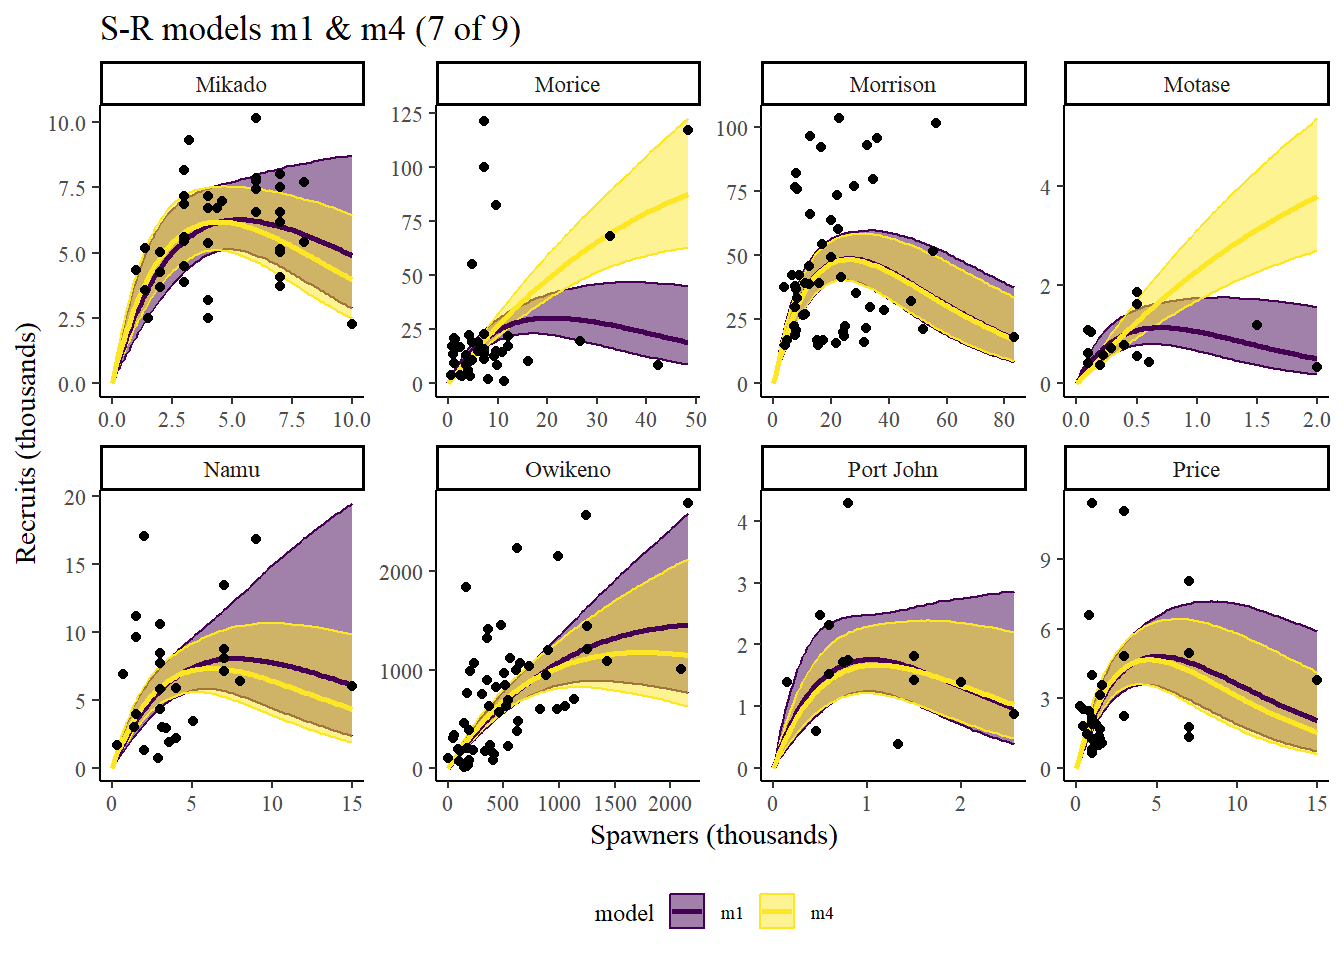 S-R models m1 & m4 (7 of 9)
Mikado Morice Morrison Motase
10.0 7.5 5.0 2.5 0.0
125 100 75 50 25 0
100 75 50 25 0
4 2 0
0.0 2.5 5.0 7.5 10.0
0 10 20 30 40 50
0 20 40 60 80
0.0 0.5 1.0 1.5 2.0
Recruits (thousands)
Namu Owikeno Port John Price
20 15 10 5 0
2000 1000 0
4 3 2 1 0
9 6 3 0
0 5 10 15
0 500 1000 1500 2000
0 1 2
0 5 10 15
Spawners (thousands)
model m1 m4